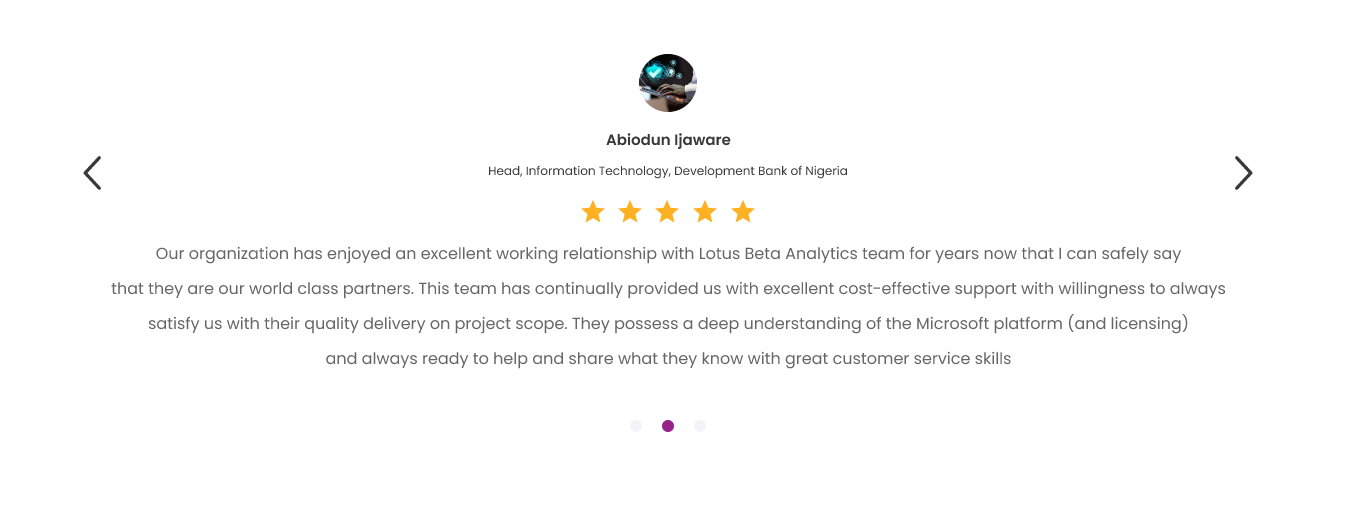 Abiodun Ijaware
Head, Information Technology, Development Bank of Nigeria
Our organization has enjoyed an excellent working relationship with Lotus Beta Analytics team for years now that I can safely say
that they are our world class partners. This team has continually provided us with excellent cost-effective support with willingness to always
satisfy us with their quality delivery on project scope. They possess a deep understanding of the Microsoft platform (and licensing)
and always ready to help and share what they know with great customer service skills